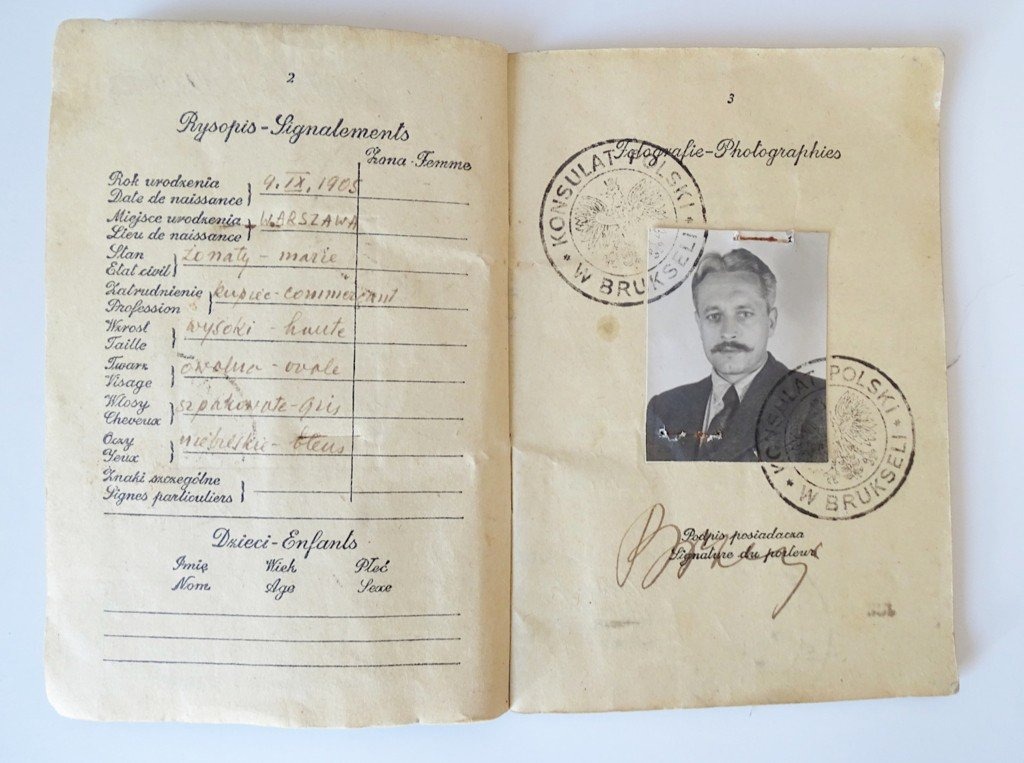 2
Rysopis-Signalements
Żona-Femme
Rok urodzenia
Date de naissance
9.IX.1905
Miejsce urodzenia
Lieu de naissance
WARSZAWA
Stan
Etat civil
żonaty - marié
Zatrudnienie
Profession
kupiec-commerçant
Wzrost
Taille
wysoki - haute
Twarz
Visage
owalna - ovale
Włosy
Cheveux
szpakowate-gris
Oczy
Yeux
niebieskie - bleus
Znaki szczególne
Signes particuliers
Dzieci-Enfants
Imię Wiek Płeć
Nom Age Sexe
3
Fotografie-Photographies
KONSULAT POLSKI
* W BRUKSELI *
KONSULAT POLSKI
* W BRUKSELI *
Podpis posiadacza
Signature du porteur